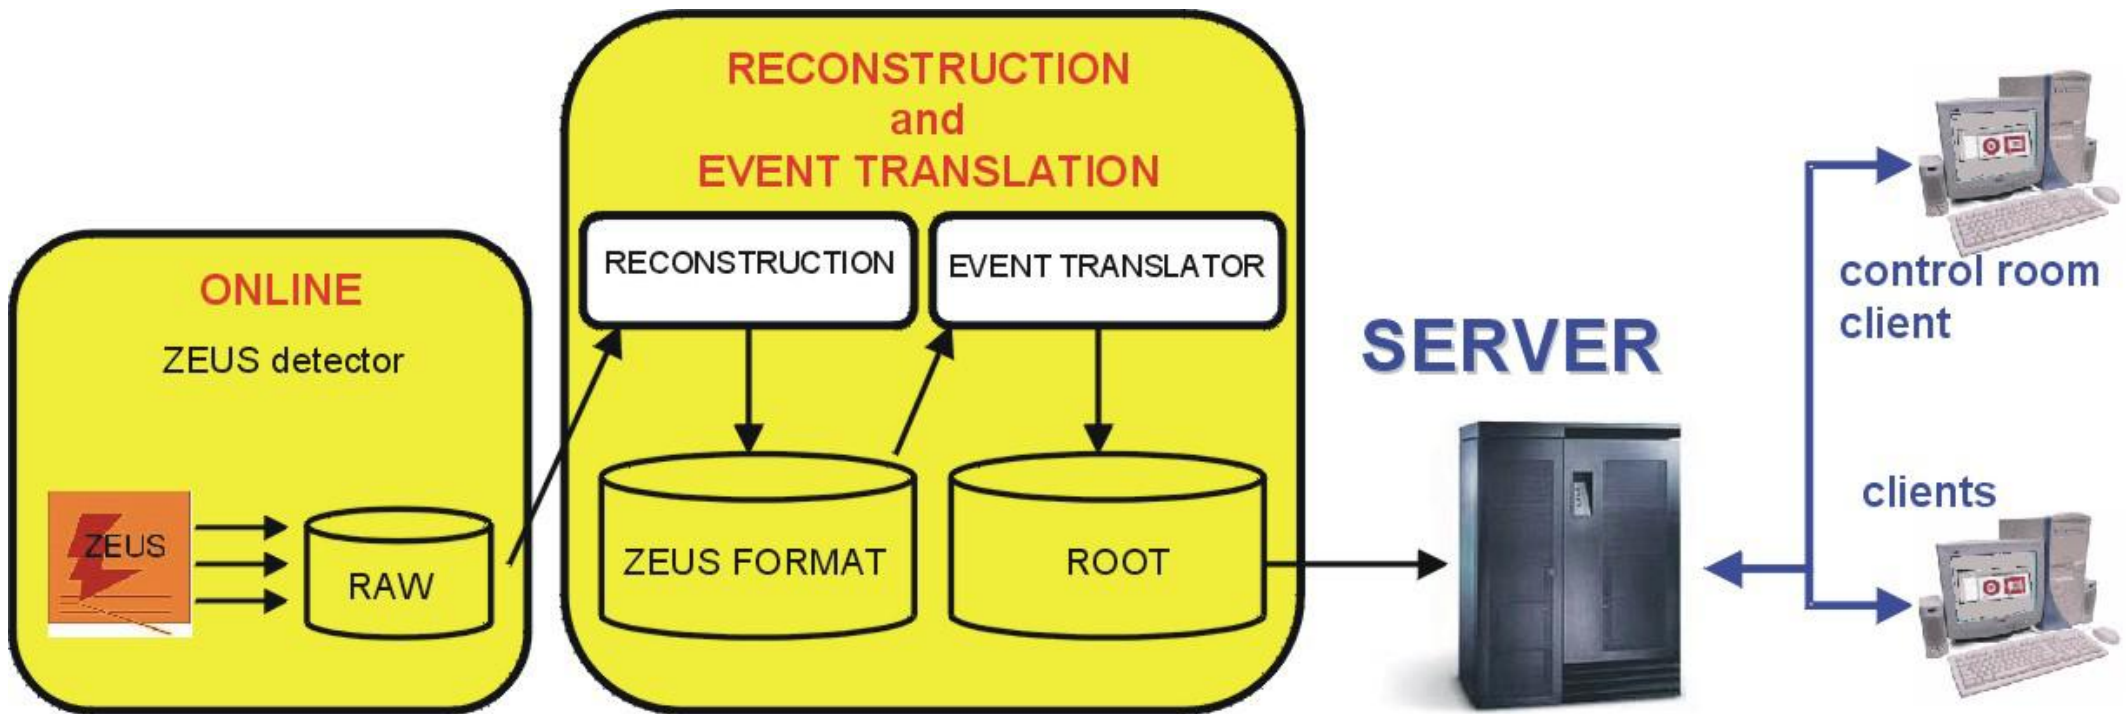 ONLINE
ZEUS detector
ZEUS
RAW
RECONSTRUCTION
and
EVENT TRANSLATION
RECONSTRUCTION
EVENT TRANSLATOR
ZEUS FORMAT
ROOT
SERVER
control room
client
clients